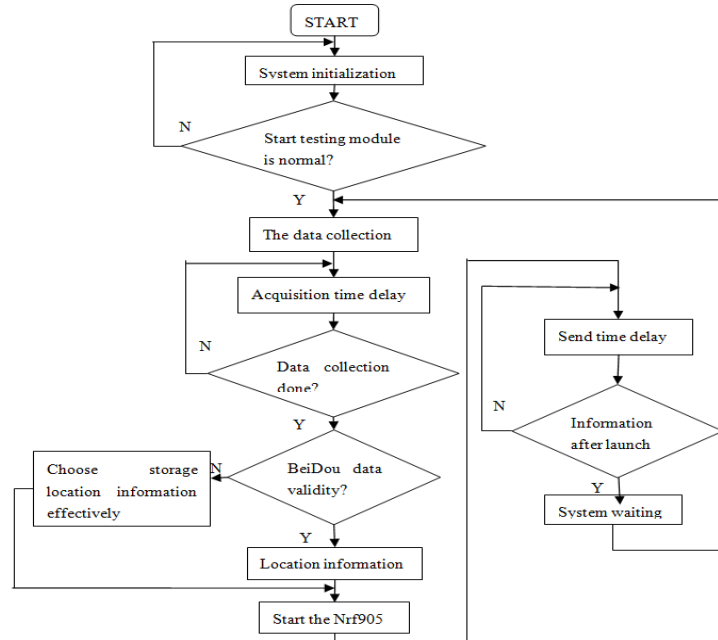 START
System initialization
N
Start testing module
is normal?
Y
The data collection
Acquisition time delay
N
Data collection
done?
Y
BeiDou data
validity?
N
Choose storage
location information
effectively
Y
Location information
Start the Nrf905
Send time delay
N
Information
after launch
Y
System waiting